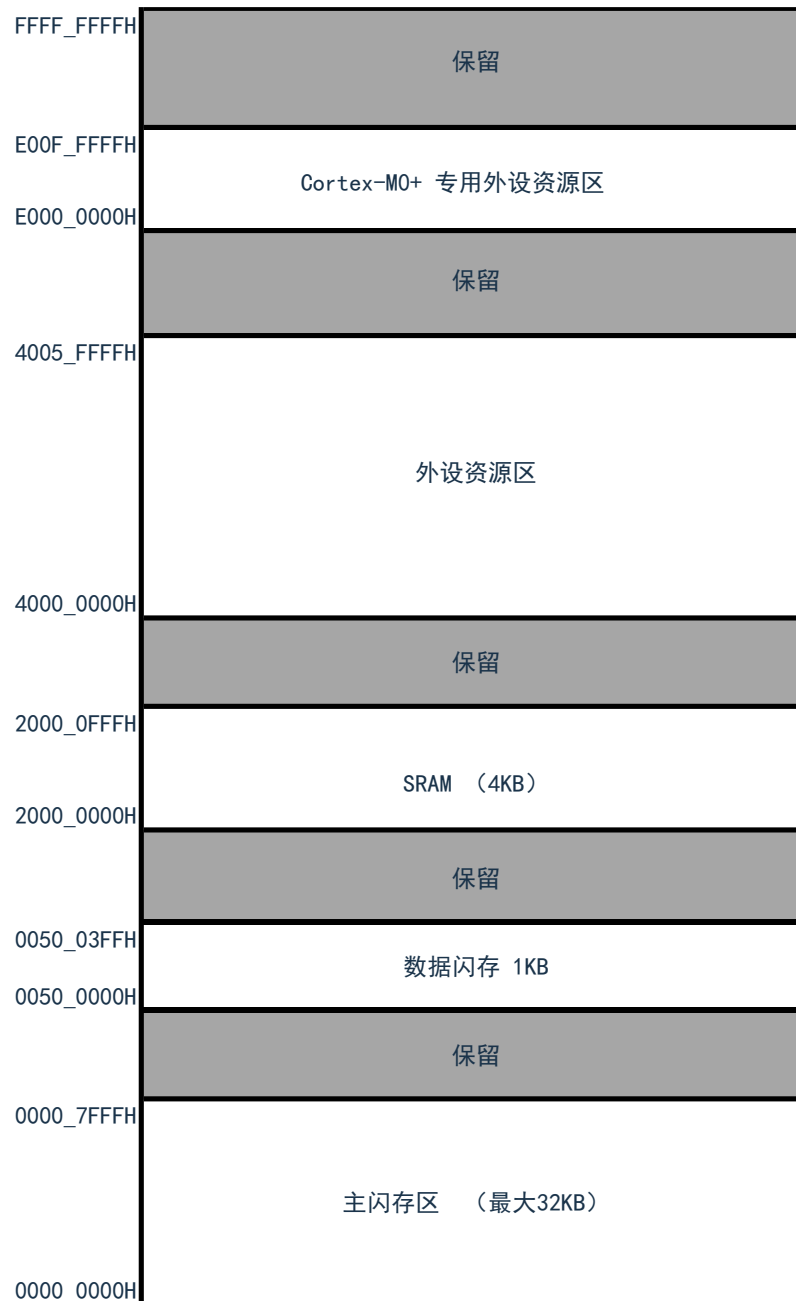 FFFF_FFFFH
保留
E00F_FFFFH
Cortex-M0+ 专用外设资源区
E000_0000H
保留
4005_FFFFH
外设资源区
4000_0000H
保留
2000_0FFFH
SRAM （4KB）
2000_0000H
保留
0050_03FFH
数据闪存 1KB
0050_0000H
保留
0000_7FFFH
主闪存区 （最大32KB）
0000_0000H